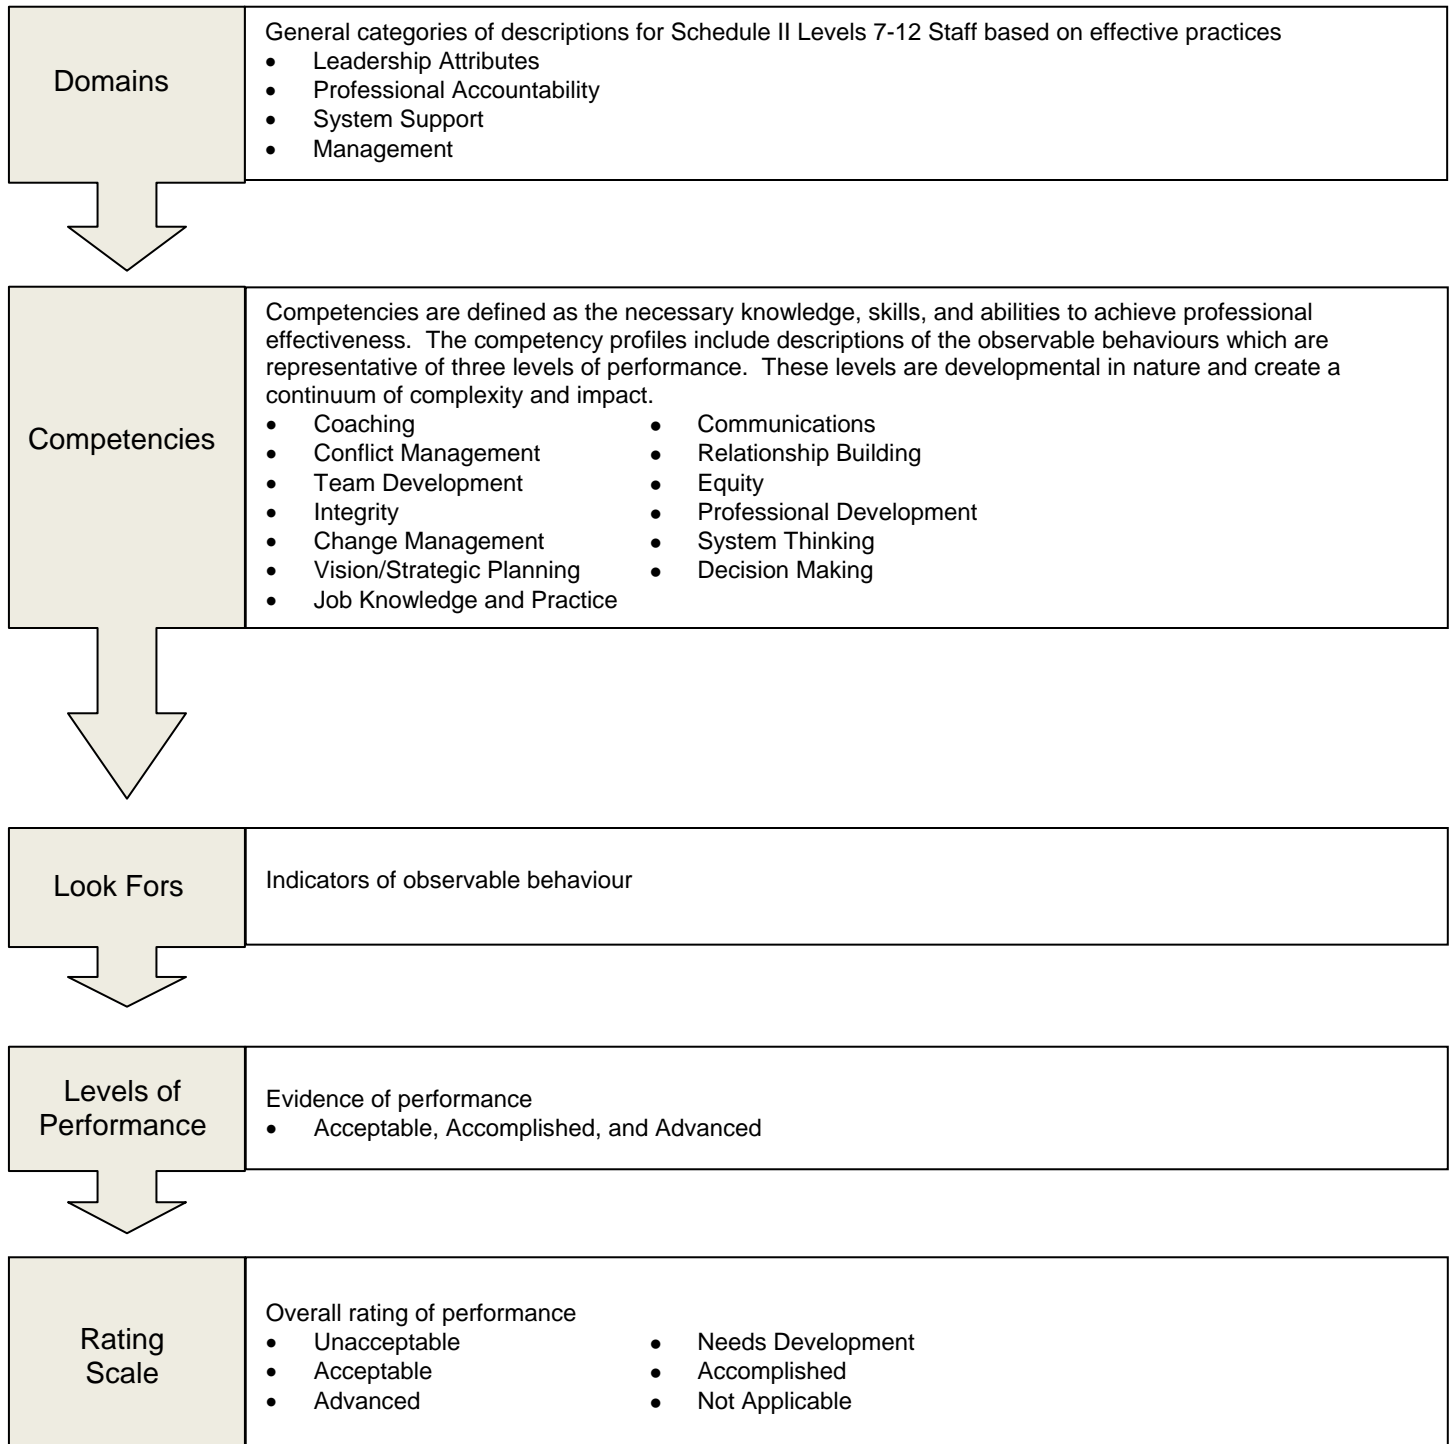 Domains
General categories of descriptions for Schedule II Levels 7-12 Staff based on effective practices
• Leadership Attributes
• Professional Accountability
• System Support
• Management
Competencies
Competencies are defined as the necessary knowledge, skills, and abilities to achieve professional
effectiveness. The competency profiles include descriptions of the observable behaviours which are
representative of three levels of performance. These levels are developmental in nature and create a
continuum of complexity and impact.
• Coaching
• Conflict Management
• Team Development
• Integrity
• Change Management
• Vision/Strategic Planning
• Job Knowledge and Practice
• Communications
• Relationship Building
• Equity
• Professional Development
• System Thinking
• Decision Making
Look Fors
Indicators of observable behaviour
Levels of
Performance
Evidence of performance
• Acceptable, Accomplished, and Advanced
Rating
Scale
Overall rating of performance
• Unacceptable
• Acceptable
• Advanced
• Needs Development
• Accomplished
• Not Applicable